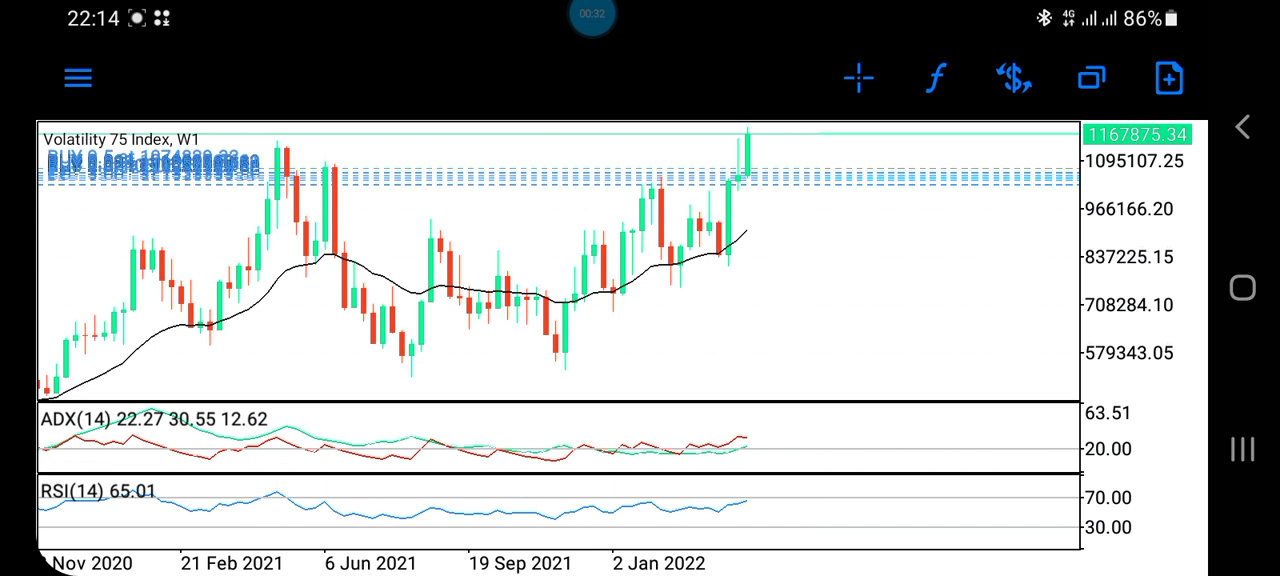 22:14
00:32
4G
86%
Volatility 75 Index, W1
1167875.34
1095107.25
966166.20
837225.15
708284.10
579343.05
ADX(14) 22.27 30.55 12.62
63.51
20.00
RSI(14) 65.01
70.00
30.00
Nov 2020
21 Feb 2021
6 Jun 2021
19 Sep 2021
2 Jan 2022